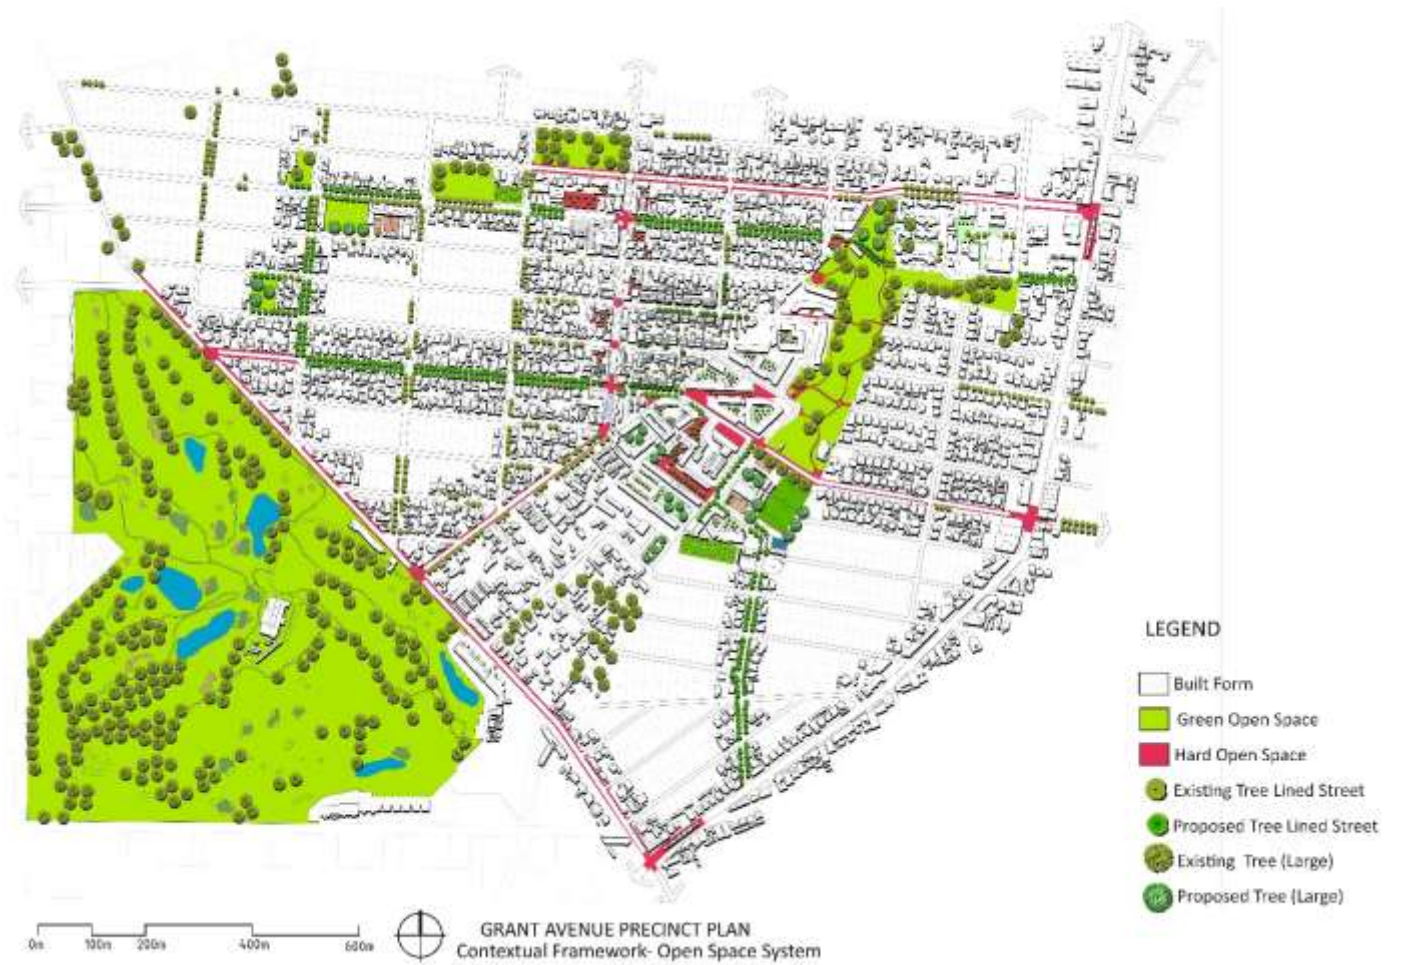 LEGEND
Built Form
Green Open Space
Hard Open Space
Existing Tree Lined Street
Proposed Tree Lined Street
Existing Tree (Large)
Proposed Tree (Large)
0m 100m 200m 400m 600m
GRANT AVENUE PRECINCT PLAN
Contextual Framework- Open Space System